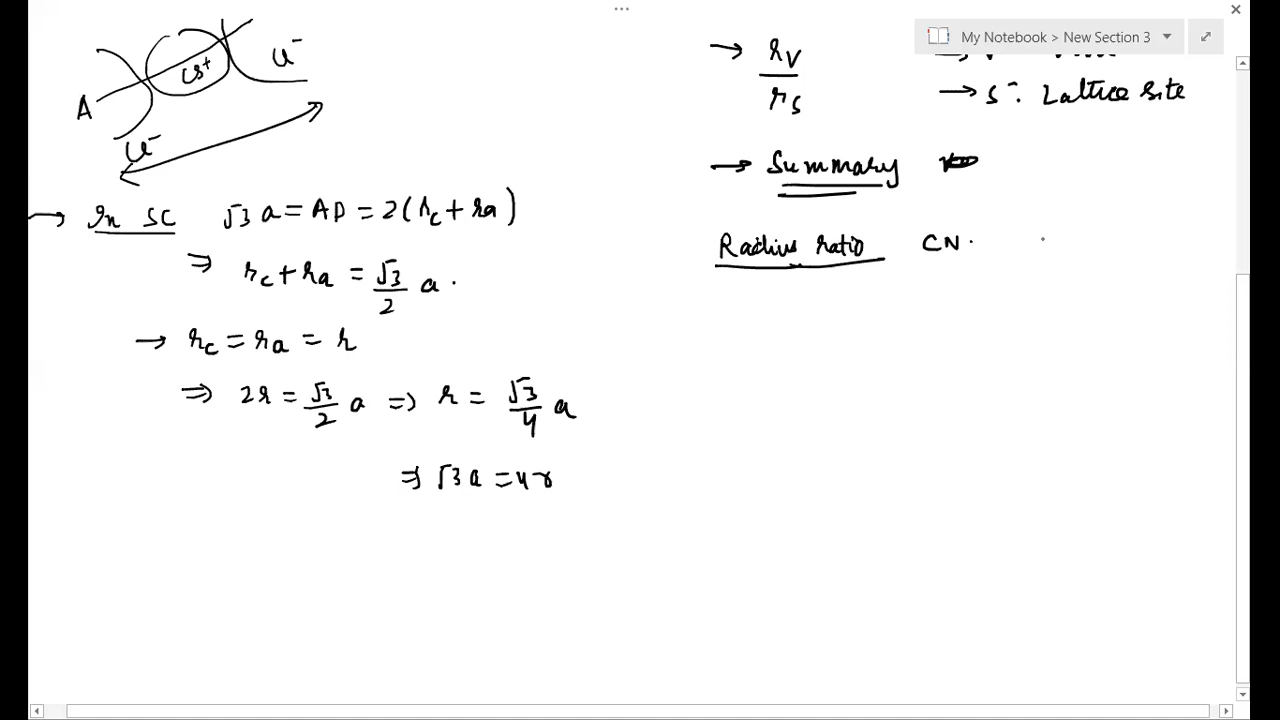 My Notebook > New Section 3
Cs+
Cl-
A
Cl-
→ In SC √3 a = AD = 2(rc + ra)
⇒ rc + ra = √3/2 a.
→ rc = ra = r
⇒ 2r = √3/2 a ⇒ r = √3/4 a
⇒ √3 a = 4r
→ rv/rs
→ s: Lattice site
→ Summary
Radius ratio CN.